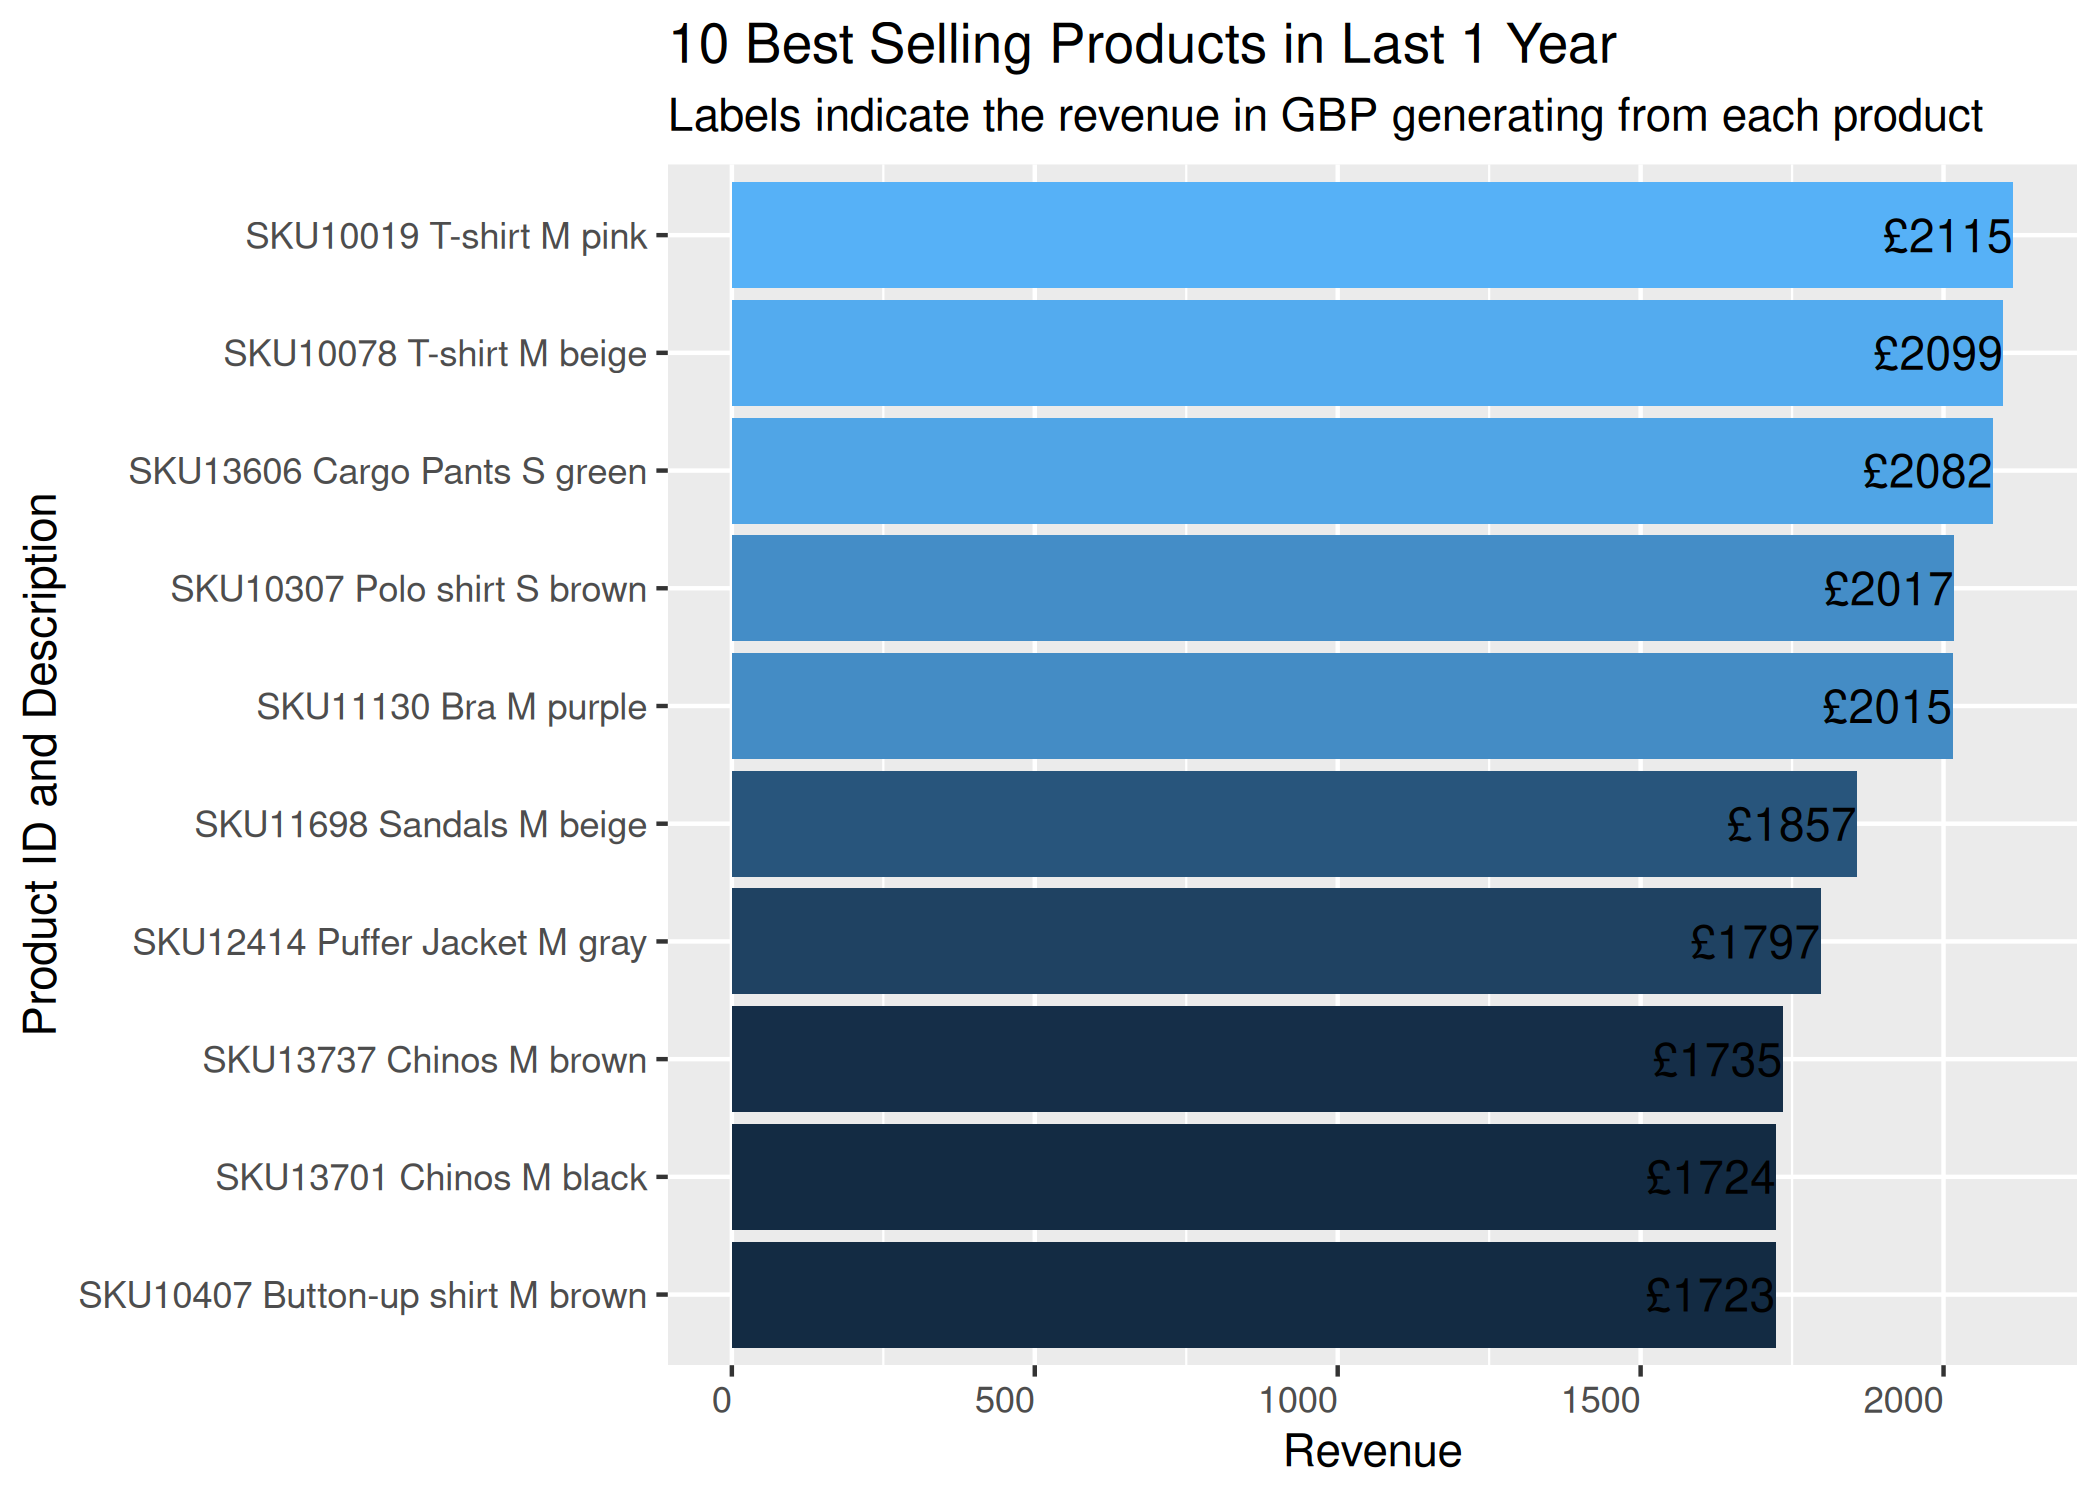 10 Best Selling Products in Last 1 Year
Labels indicate the revenue in GBP generating from each product
Product ID and Description
SKU10019 T-shirt M pink £2115
SKU10078 T-shirt M beige £2099
SKU13606 Cargo Pants S green £2082
SKU10307 Polo shirt S brown £2017
SKU11130 Bra M purple £2015
SKU11698 Sandals M beige £1857
SKU12414 Puffer Jacket M gray £1797
SKU13737 Chinos M brown £1735
SKU13701 Chinos M black £1724
SKU10407 Button-up shirt M brown £1723
0 500 1000 1500 2000
Revenue